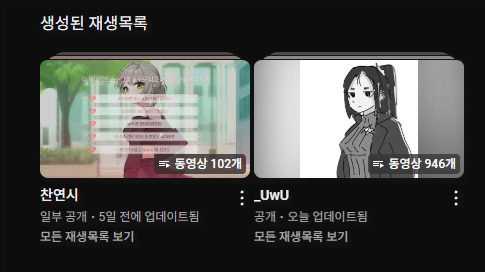 생성된 재생목록
동영상 102개
동영상 946개
찬연시
_UwU
일부 공개 • 5일 전에 업데이트됨
공개 • 오늘 업데이트됨
모든 재생목록 보기
모든 재생목록 보기